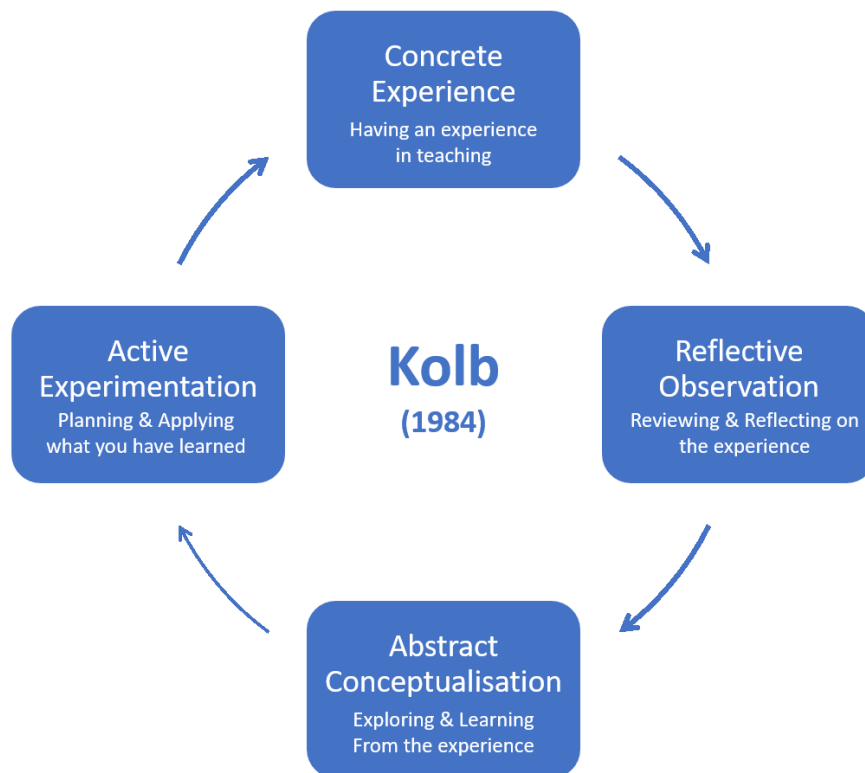 Concrete
Experience
Having an experience
in teaching
Active
Experimentation
Planning & Applying
what you have learned
Kolb
(1984)
Reflective
Observation
Reviewing & Reflecting on
the experience
Abstract
Conceptualisation
Exploring & Learning
From the experience